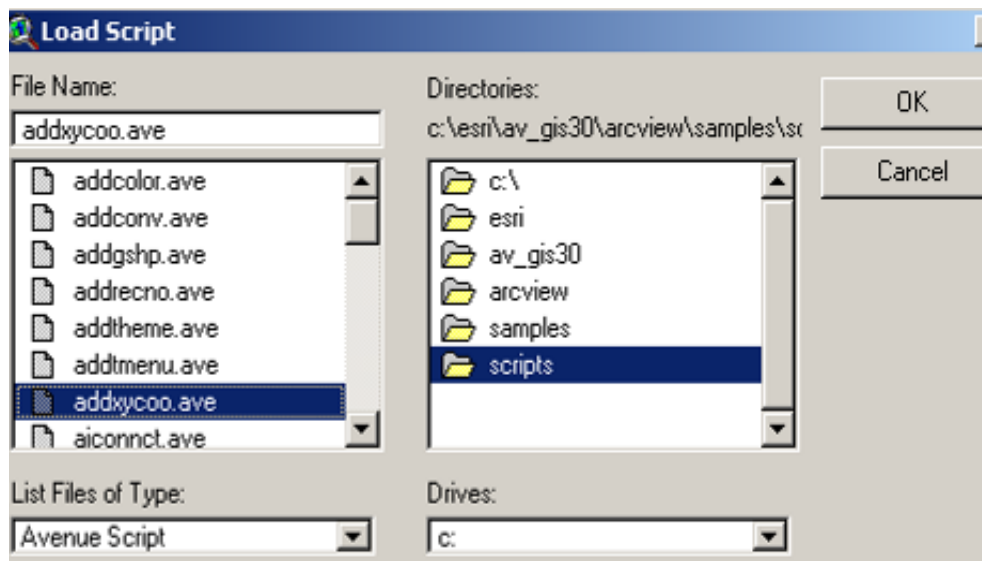 Load Script
File Name:
addxycoo.ave
addcolor.ave
addconv.ave
addgshp.ave
addrecno.ave
addtheme.ave
addtmenu.ave
addxycoo.ave
aiconnct.ave
List Files of Type:
Avenue Script
Directories:
c:\esri\av_gis30\arcview\samples\sc
c:\
esri
av_gis30
arcview
samples
scripts
Drives:
c:
OK
Cancel